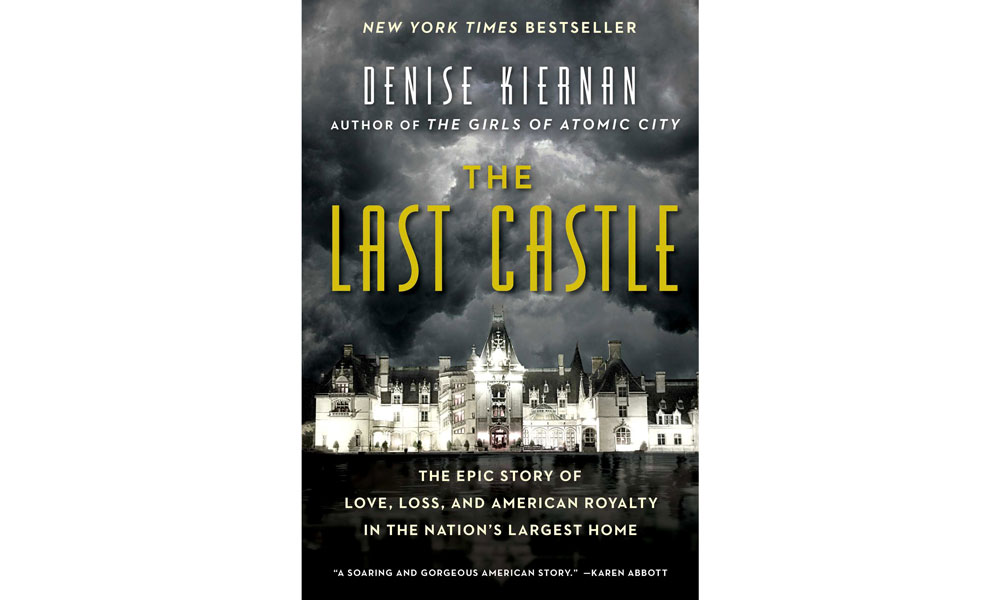 NEW YORK TIMES BESTSELLER
DENISE KIERNAN
AUTHOR OF THE GIRLS OF ATOMIC CITY
THE
LAST CASTLE
THE EPIC STORY OF
LOVE, LOSS, AND AMERICAN ROYALTY
IN THE NATION’S LARGEST HOME
“A SOARING AND GORGEOUS AMERICAN STORY.” —KAREN ABBOTT